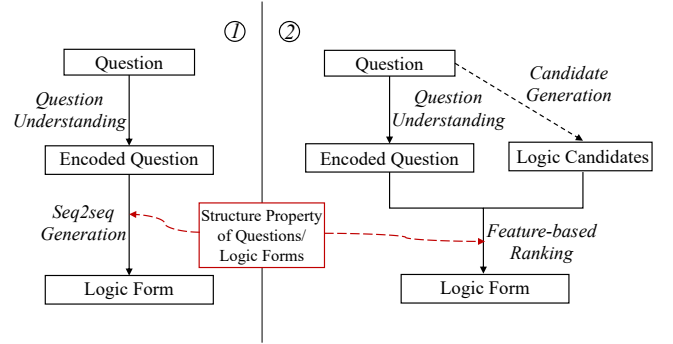 ①
Question
Question
Understanding
Encoded Question
Seq2seq
Generation
Logic Form
Structure Property
of Questions/
Logic Forms
②
Question
Candidate
Generation
Question
Understanding
Encoded Question
Logic Candidates
Feature-based
Ranking
Logic Form